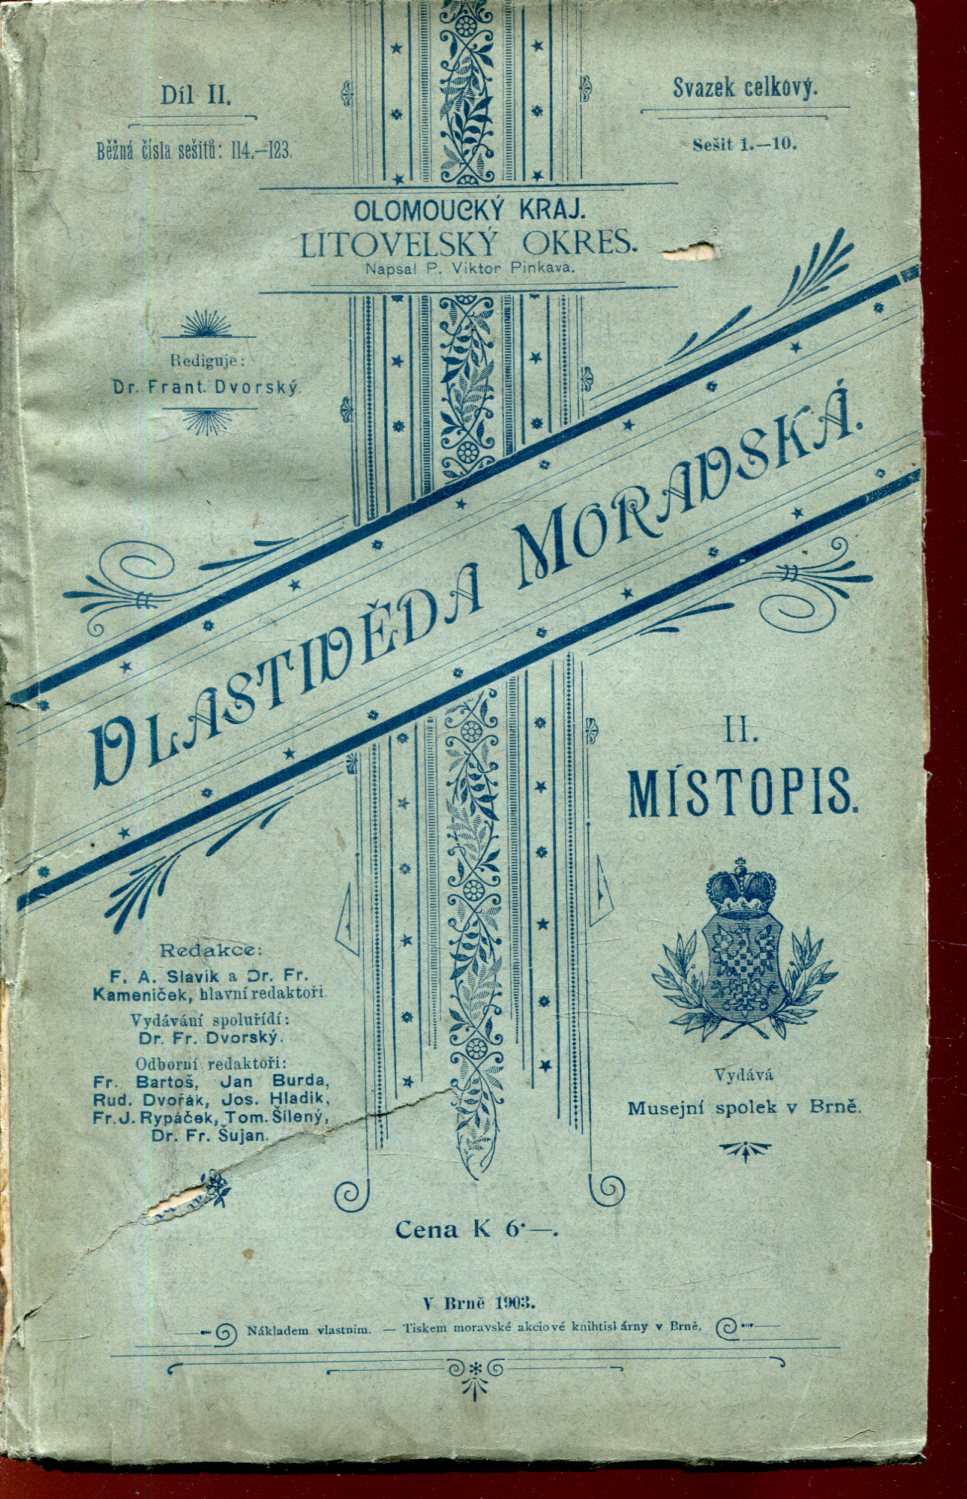 Díl II.
Běžná čísla sešitů: 114.—123.
Svazek celkový.
Sešit 1.—10.
OLOMOUCKÝ KRAJ.
LITOVELSKÝ OKRES.
Napsal P. Viktor Pinkava.
Rediguje:
Dr. Frant. Dvorský.
VLASTIVĚDA MORAVSKÁ.
II.
MÍSTOPIS.
Redakce:
F. A. Slavík a Dr. Fr.
Kameníček, hlavní redaktoři.
Vydávání spoluřídí:
Dr. Fr. Dvorský.
Odborní redaktoři:
Fr. Bartoš, Jan Burda,
Rud. Dvořák, Jos. Hladik,
Fr. J. Rypáček, Tom. Šílený,
Dr. Fr. Šujan.
Vydává
Musejní spolek v Brně.
Cena K 6·—.
V Brně 1903.
Nákladem vlastním. — Tiskem moravské akciové knihtiskárny v Brně.